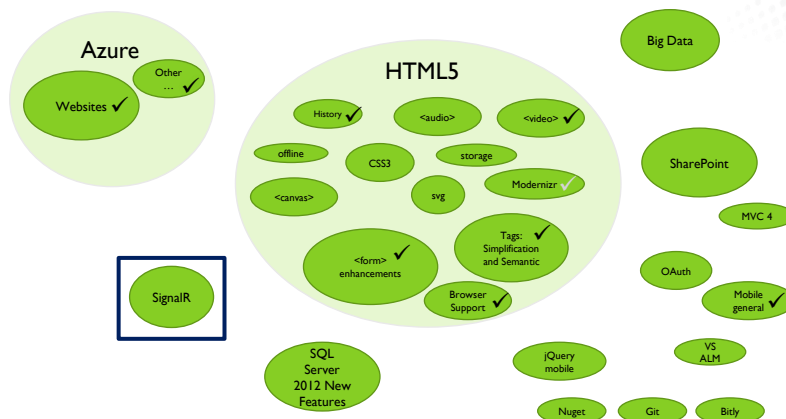 Azure
Websites
Other
…
HTML5
History
<audio>
<video>
offline
CSS3
storage
<canvas>
svg
Modernizr
<form>
enhancements
Tags:
Simplification
and Semantic
Browser
Support
Big Data
SharePoint
MVC 4
OAuth
Mobile
general
SignalR
SQL
Server
2012 New
Features
jQuery
mobile
VS
ALM
Nuget
Git
Bitly